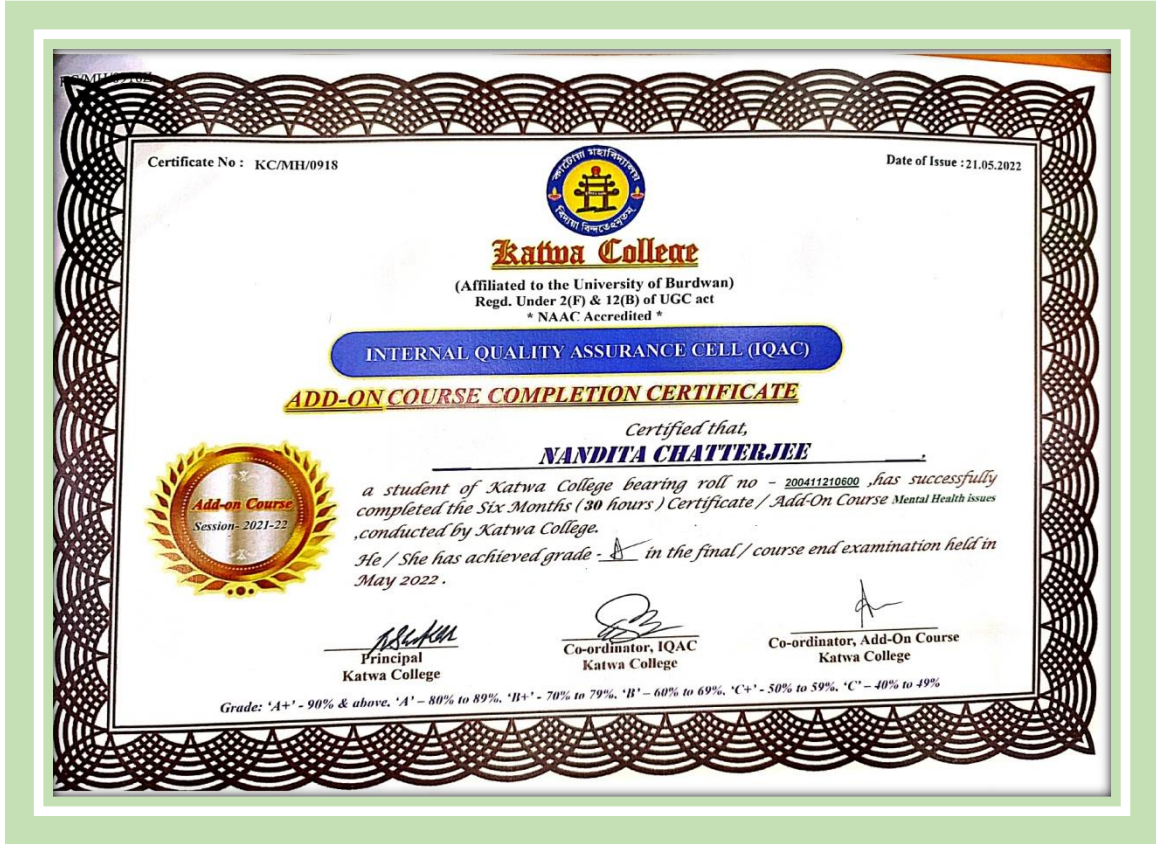 Certificate No : KC/MH/0918
Date of Issue :21.05.2022
কাটোয়া মহাবিদ্যালয়
Katwa College
(Affiliated to the University of Burdwan)
Regd. Under 2(F) & 12(B) of UGC act
* NAAC Accredited *
INTERNAL QUALITY ASSURANCE CELL (IQAC)
ADD-ON COURSE COMPLETION CERTIFICATE
Certified that,
NANDITA CHATTERJEE .
Add-on Course
Session- 2021-22
a student of Katwa College bearing roll no - 200411210600 ,has successfully
completed the Six Months ( 30 hours ) Certificate / Add-On Course Mental Health issues
,conducted by Katwa College.
He / She has achieved grade - A in the final / course end examination held in
May 2022 .
Principal
Katwa College
Co-ordinator, IQAC
Katwa College
Co-ordinator, Add-On Course
Katwa College
Grade: ‘A+’ - 90% & above. ‘A’ – 80% to 89%. ‘B+’ - 70% to 79%. ‘B’ – 60% to 69%. ‘C+’ - 50% to 59%. ‘C’ – 40% to 49%